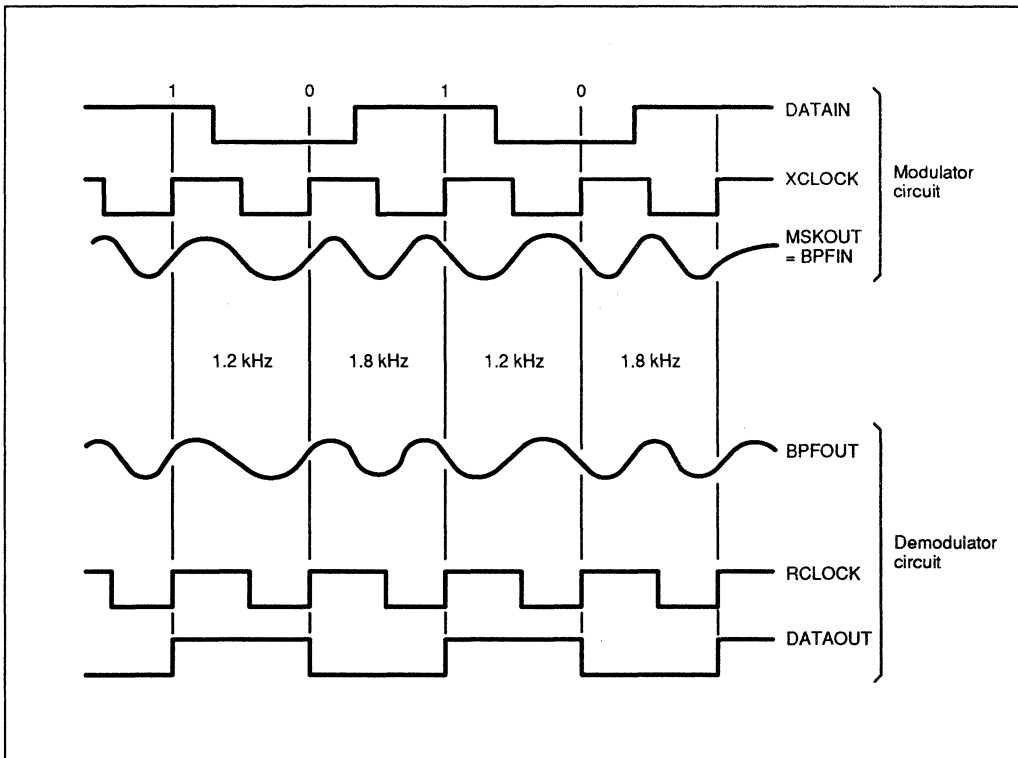 1 0 1 0
DATAIN
XCLOCK
Modulator
circuit
MSKOUT
= BPFIN
1.2 kHz 1.8 kHz 1.2 kHz 1.8 kHz
BPFOUT
Demodulator
circuit
RCLOCK
DATAOUT